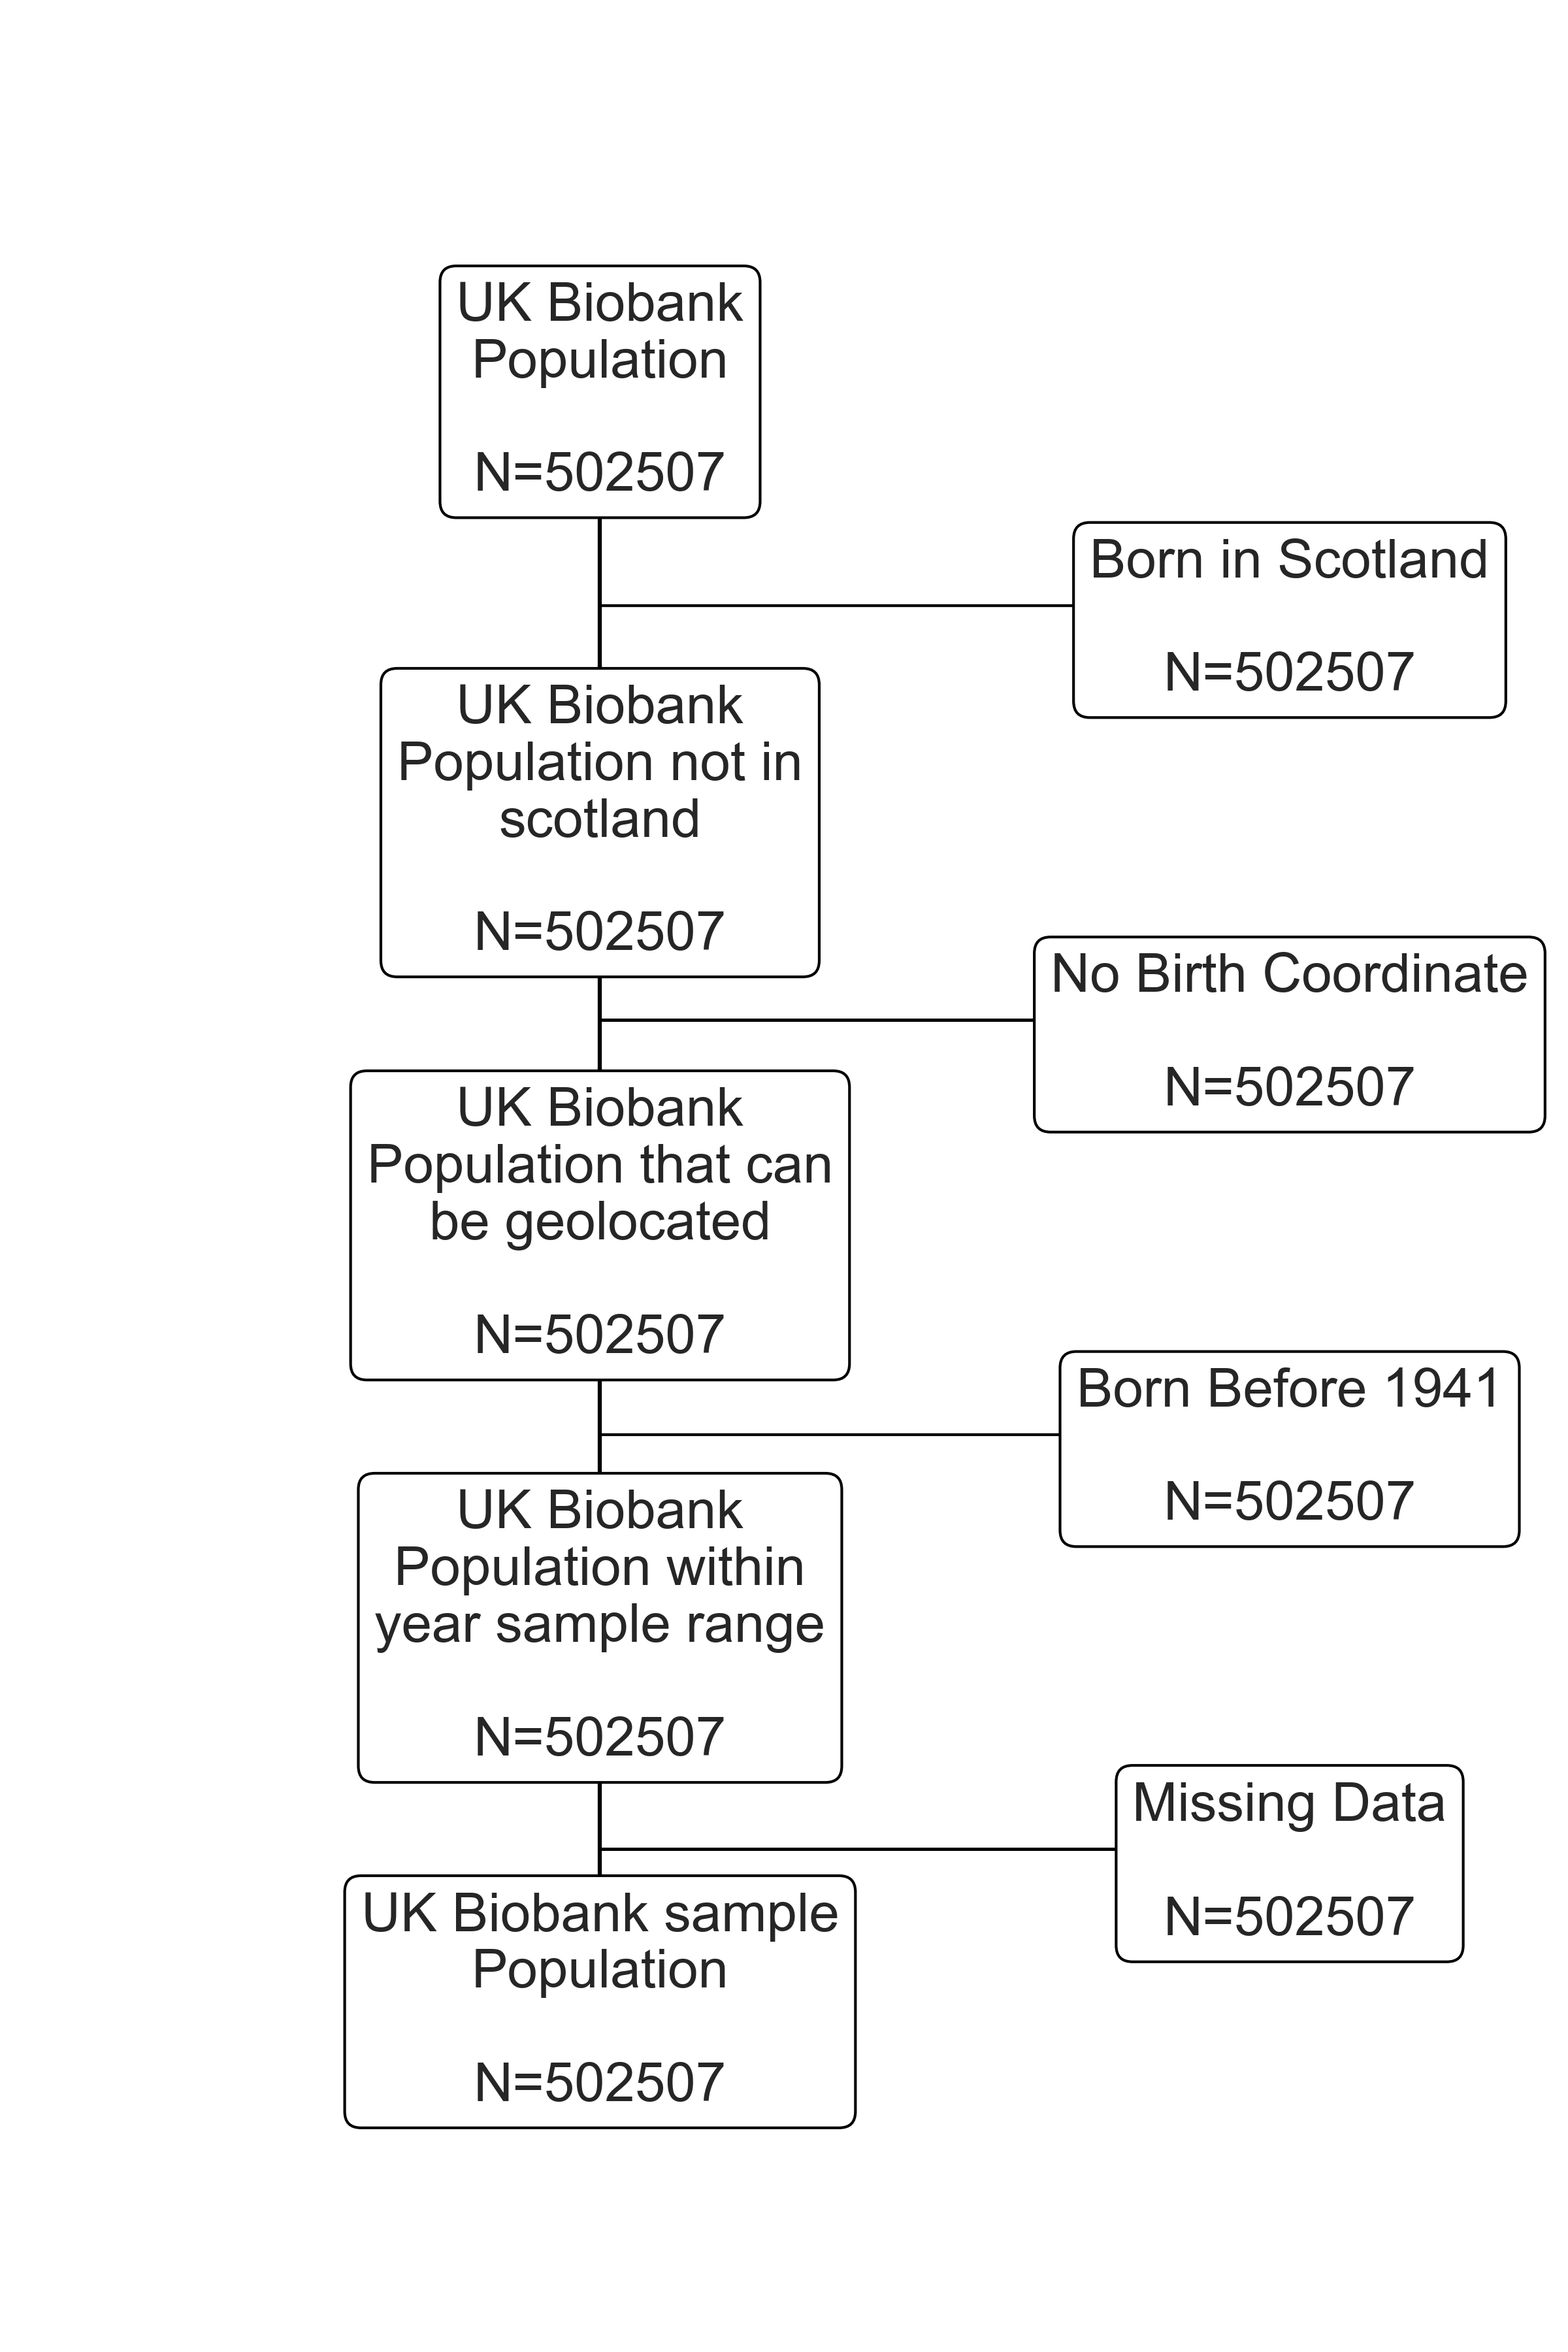 UK Biobank
Population
N=502507
Born in Scotland
N=502507
UK Biobank
Population not in
scotland
N=502507
No Birth Coordinate
N=502507
UK Biobank
Population that can
be geolocated
N=502507
Born Before 1941
N=502507
UK Biobank
Population within
year sample range
N=502507
Missing Data
N=502507
UK Biobank sample
Population
N=502507